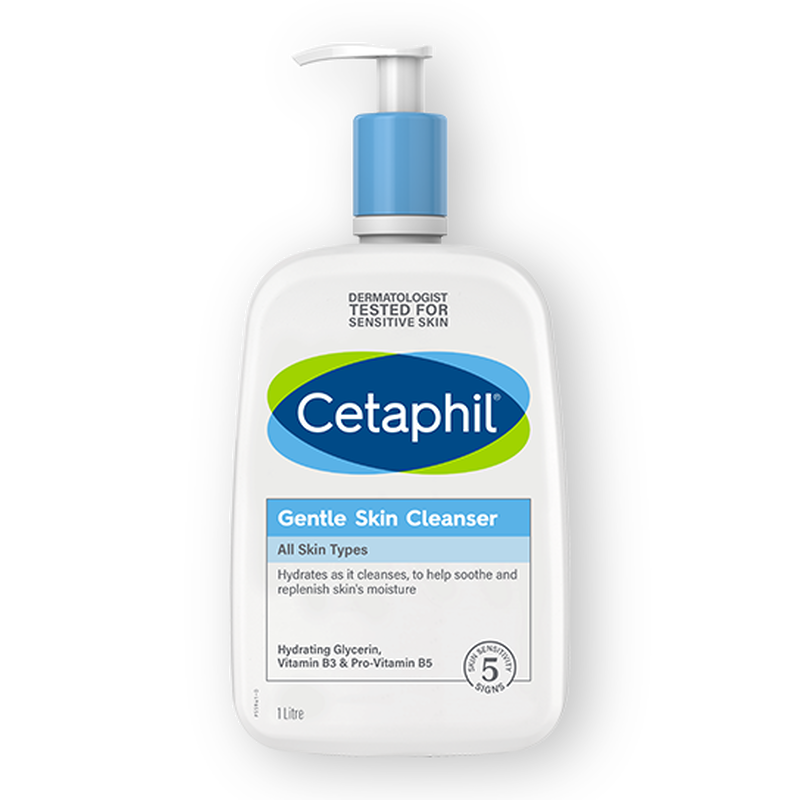 DERMATOLOGIST
TESTED FOR
SENSITIVE SKIN
Cetaphil®
Gentle Skin Cleanser
All Skin Types
Hydrates as it cleanses, to help soothe and
replenish skin's moisture
Hydrating Glycerin,
Vitamin B3 & Pro-Vitamin B5
SKIN SENSITIVITY
5
SIGNS
1 Litre